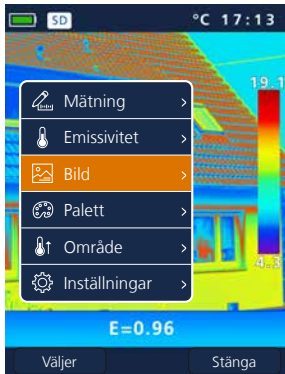 SD °C 17:13
19.1
Mätning
Emissivitet
Bild
Palett
Område
4.3
Inställningar
E=0.96
Väljer Stänga